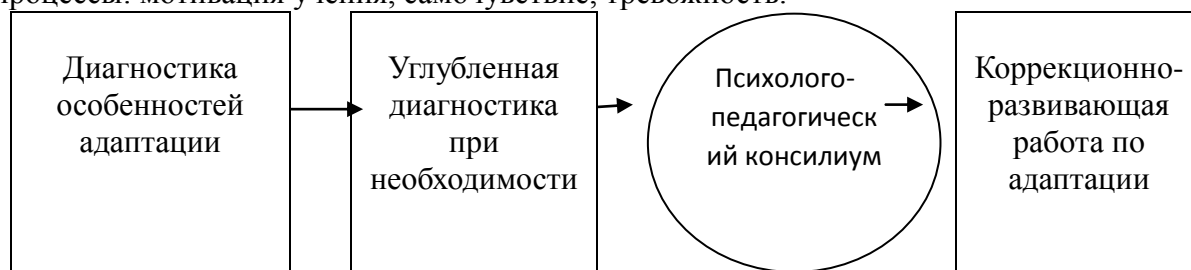 процессы: мотивация учения, самочувствие, тревожность.
Диагностика
особенностей
адаптации
Углубленная
диагностика
при
необходимости
Психолого-
педагогическ
ий консилиум
Коррекционно-
развивающая
работа по
адаптации